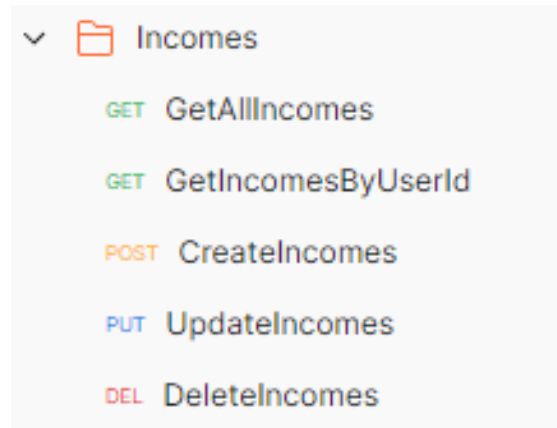 Incomes
GET GetAllIncomes
GET GetIncomesByUserId
POST CreateIncomes
PUT UpdateIncomes
DEL DeleteIncomes